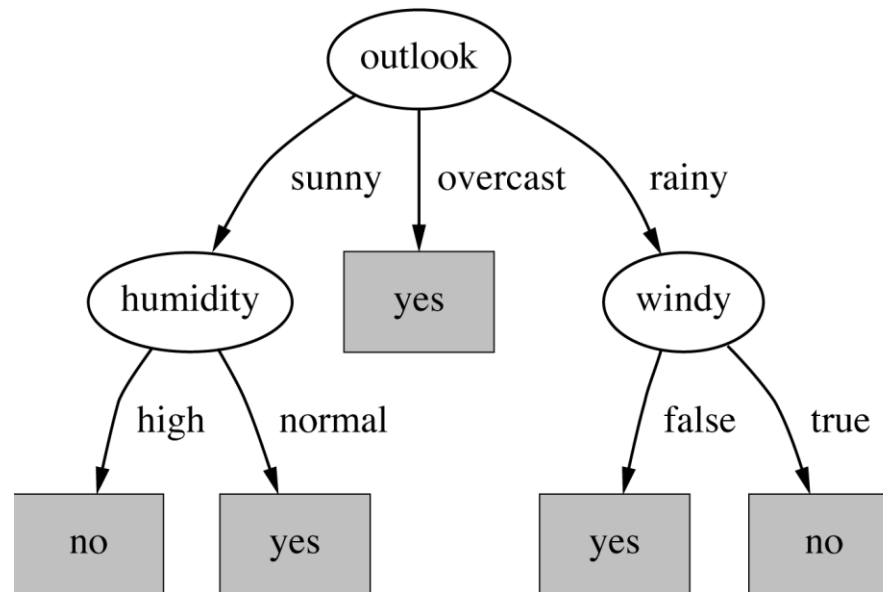 outlook
sunny overcast rainy
humidity yes windy
high normal false true
no yes yes no